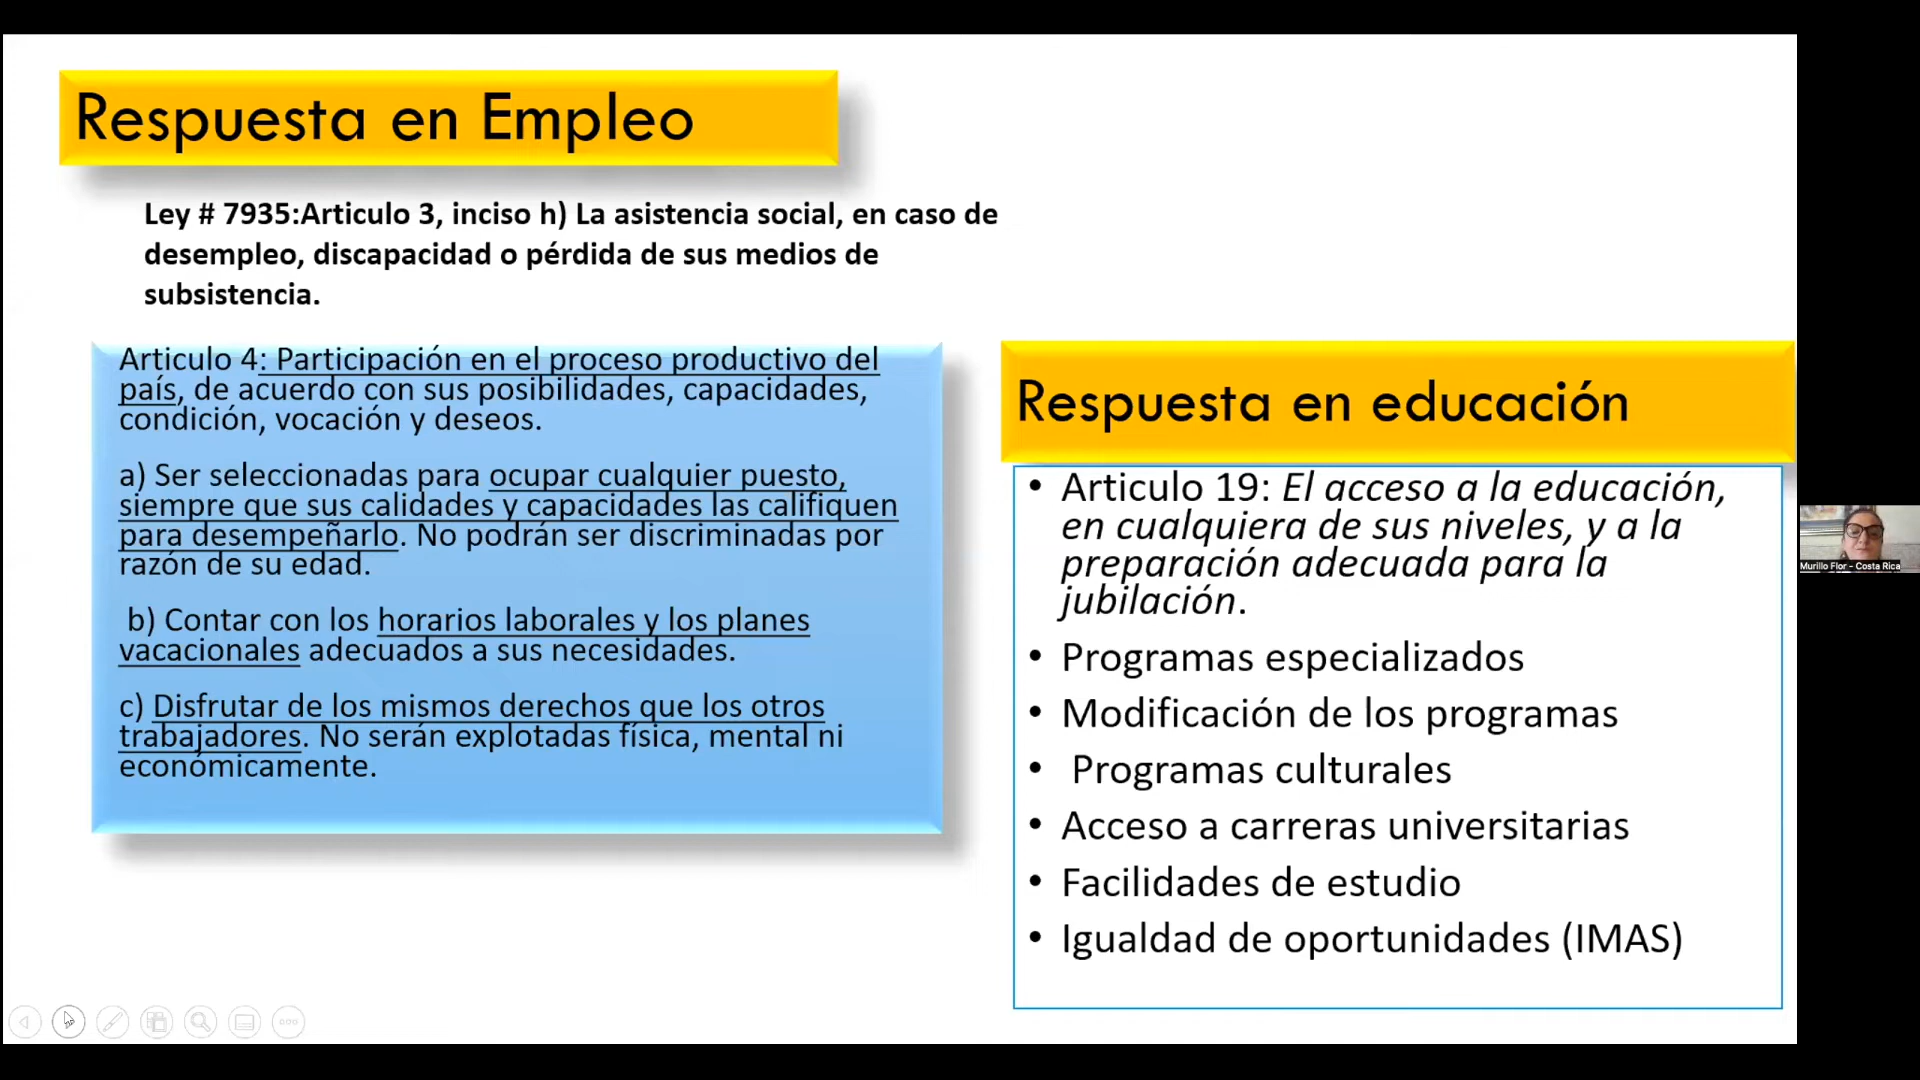 Respuesta en Empleo
Ley # 7935:Articulo 3, inciso h) La asistencia social, en caso de
desempleo, discapacidad o pérdida de sus medios de
subsistencia.
Articulo 4: Participación en el proceso productivo del
país, de acuerdo con sus posibilidades, capacidades,
condición, vocación y deseos.
a) Ser seleccionadas para ocupar cualquier puesto,
siempre que sus calidades y capacidades las califiquen
para desempeñarlo. No podrán ser discriminadas por
razón de su edad.
b) Contar con los horarios laborales y los planes
vacacionales adecuados a sus necesidades.
c) Disfrutar de los mismos derechos que los otros
trabajadores. No serán explotadas física, mental ni
económicamente.
Respuesta en educación
• Articulo 19: El acceso a la educación,
en cualquiera de sus niveles, y a la
preparación adecuada para la
jubilación.
• Programas especializados
• Modificación de los programas
• Programas culturales
• Acceso a carreras universitarias
• Facilidades de estudio
• Igualdad de oportunidades (IMAS)
Murillo Flor - Costa Rica